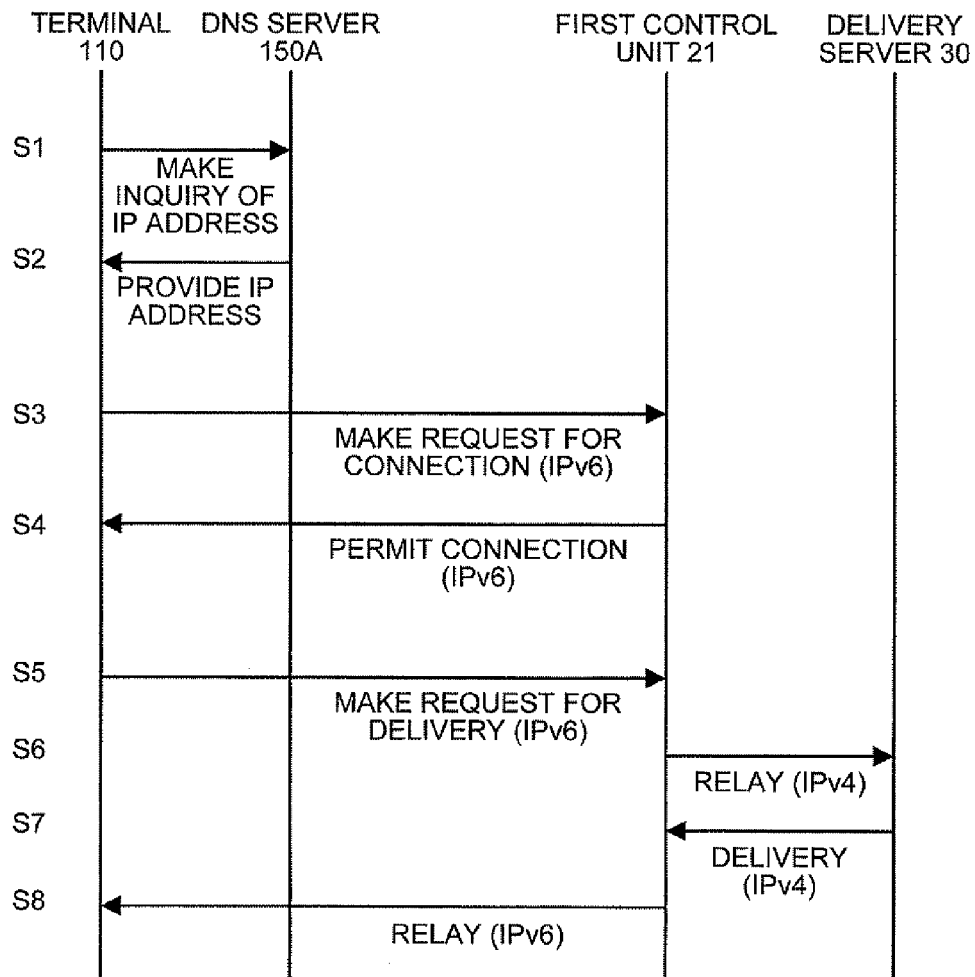 TERMINAL
110
DNS SERVER
150A
FIRST CONTROL
UNIT 21
DELIVERY
SERVER 30
S1
MAKE
INQUIRY OF
IP ADDRESS
S2
PROVIDE IP
ADDRESS
S3
MAKE REQUEST FOR
CONNECTION (IPv6)
S4
PERMIT CONNECTION
(IPv6)
S5
MAKE REQUEST FOR
DELIVERY (IPv6)
S6
RELAY (IPv4)
S7
DELIVERY
(IPv4)
S8
RELAY (IPv6)